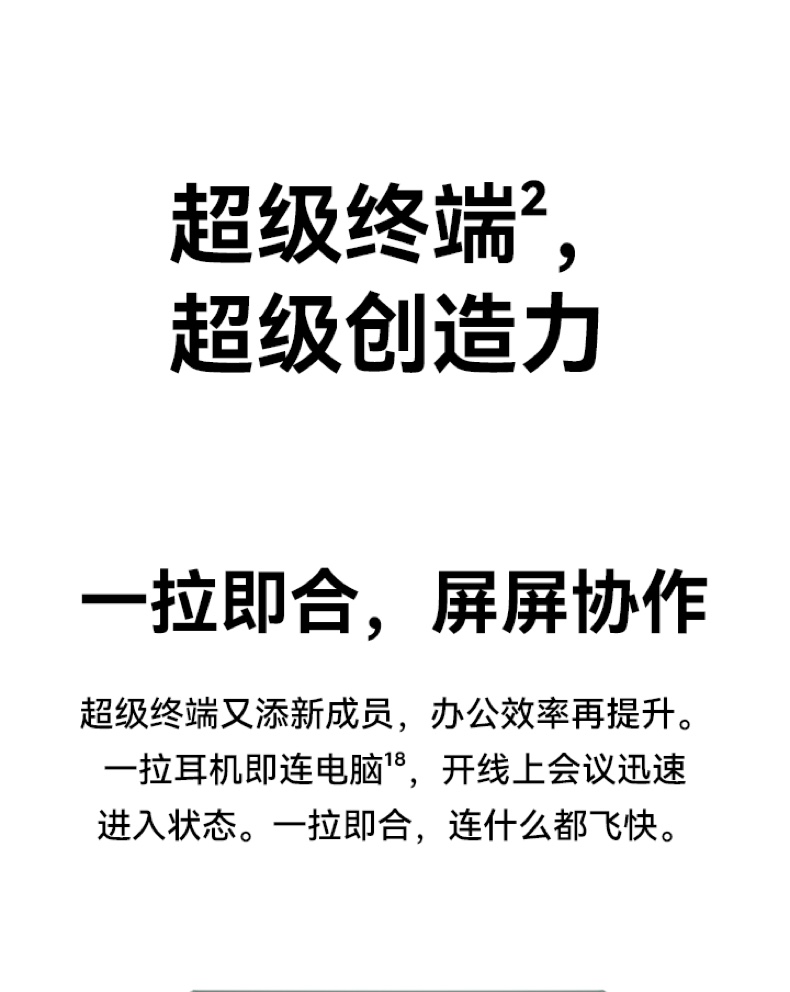 超级终端²，
超级创造力
一拉即合，屏屏协作
超级终端又添新成员，办公效率再提升。
一拉耳机即连电脑¹⁸，开线上会议迅速
进入状态。一拉即合，连什么都飞快。